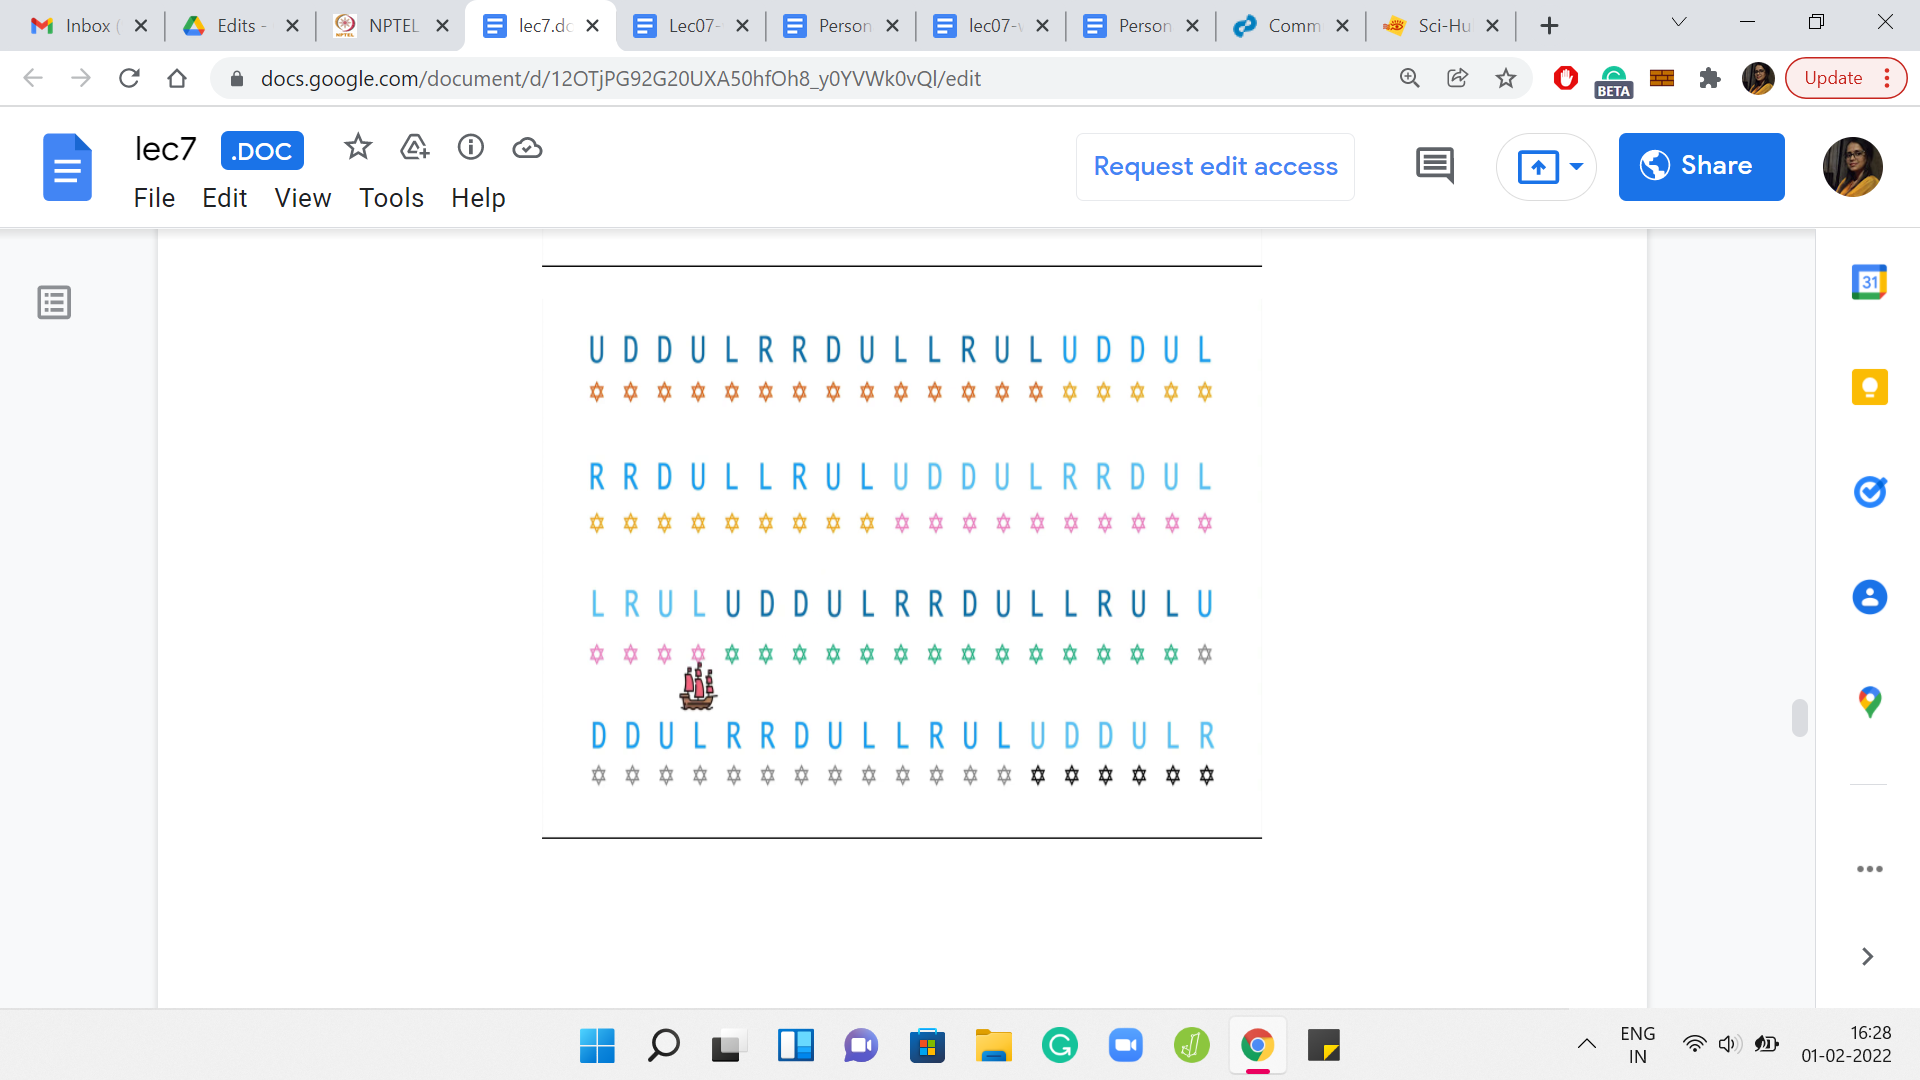 Inbox ( Edits - NPTEL lec7.dc Lec07- Person lec07-v Person Comm Sci-Hu
docs.google.com/document/d/12OTjPG92G20UXA50hfOh8_y0YVWk0vQl/edit
Update
BETA
lec7 .DOC
Request edit access
Share
File Edit View Tools Help
31
U D D U L R R D U L L R U L U D D U L
R R D U L L R U L U D D U L R R D U L
L R U L U D D U L R R D U L L R U L U
D D U L R R D U L L R U L U D D U L R
ENG
IN
16:28
01-02-2022